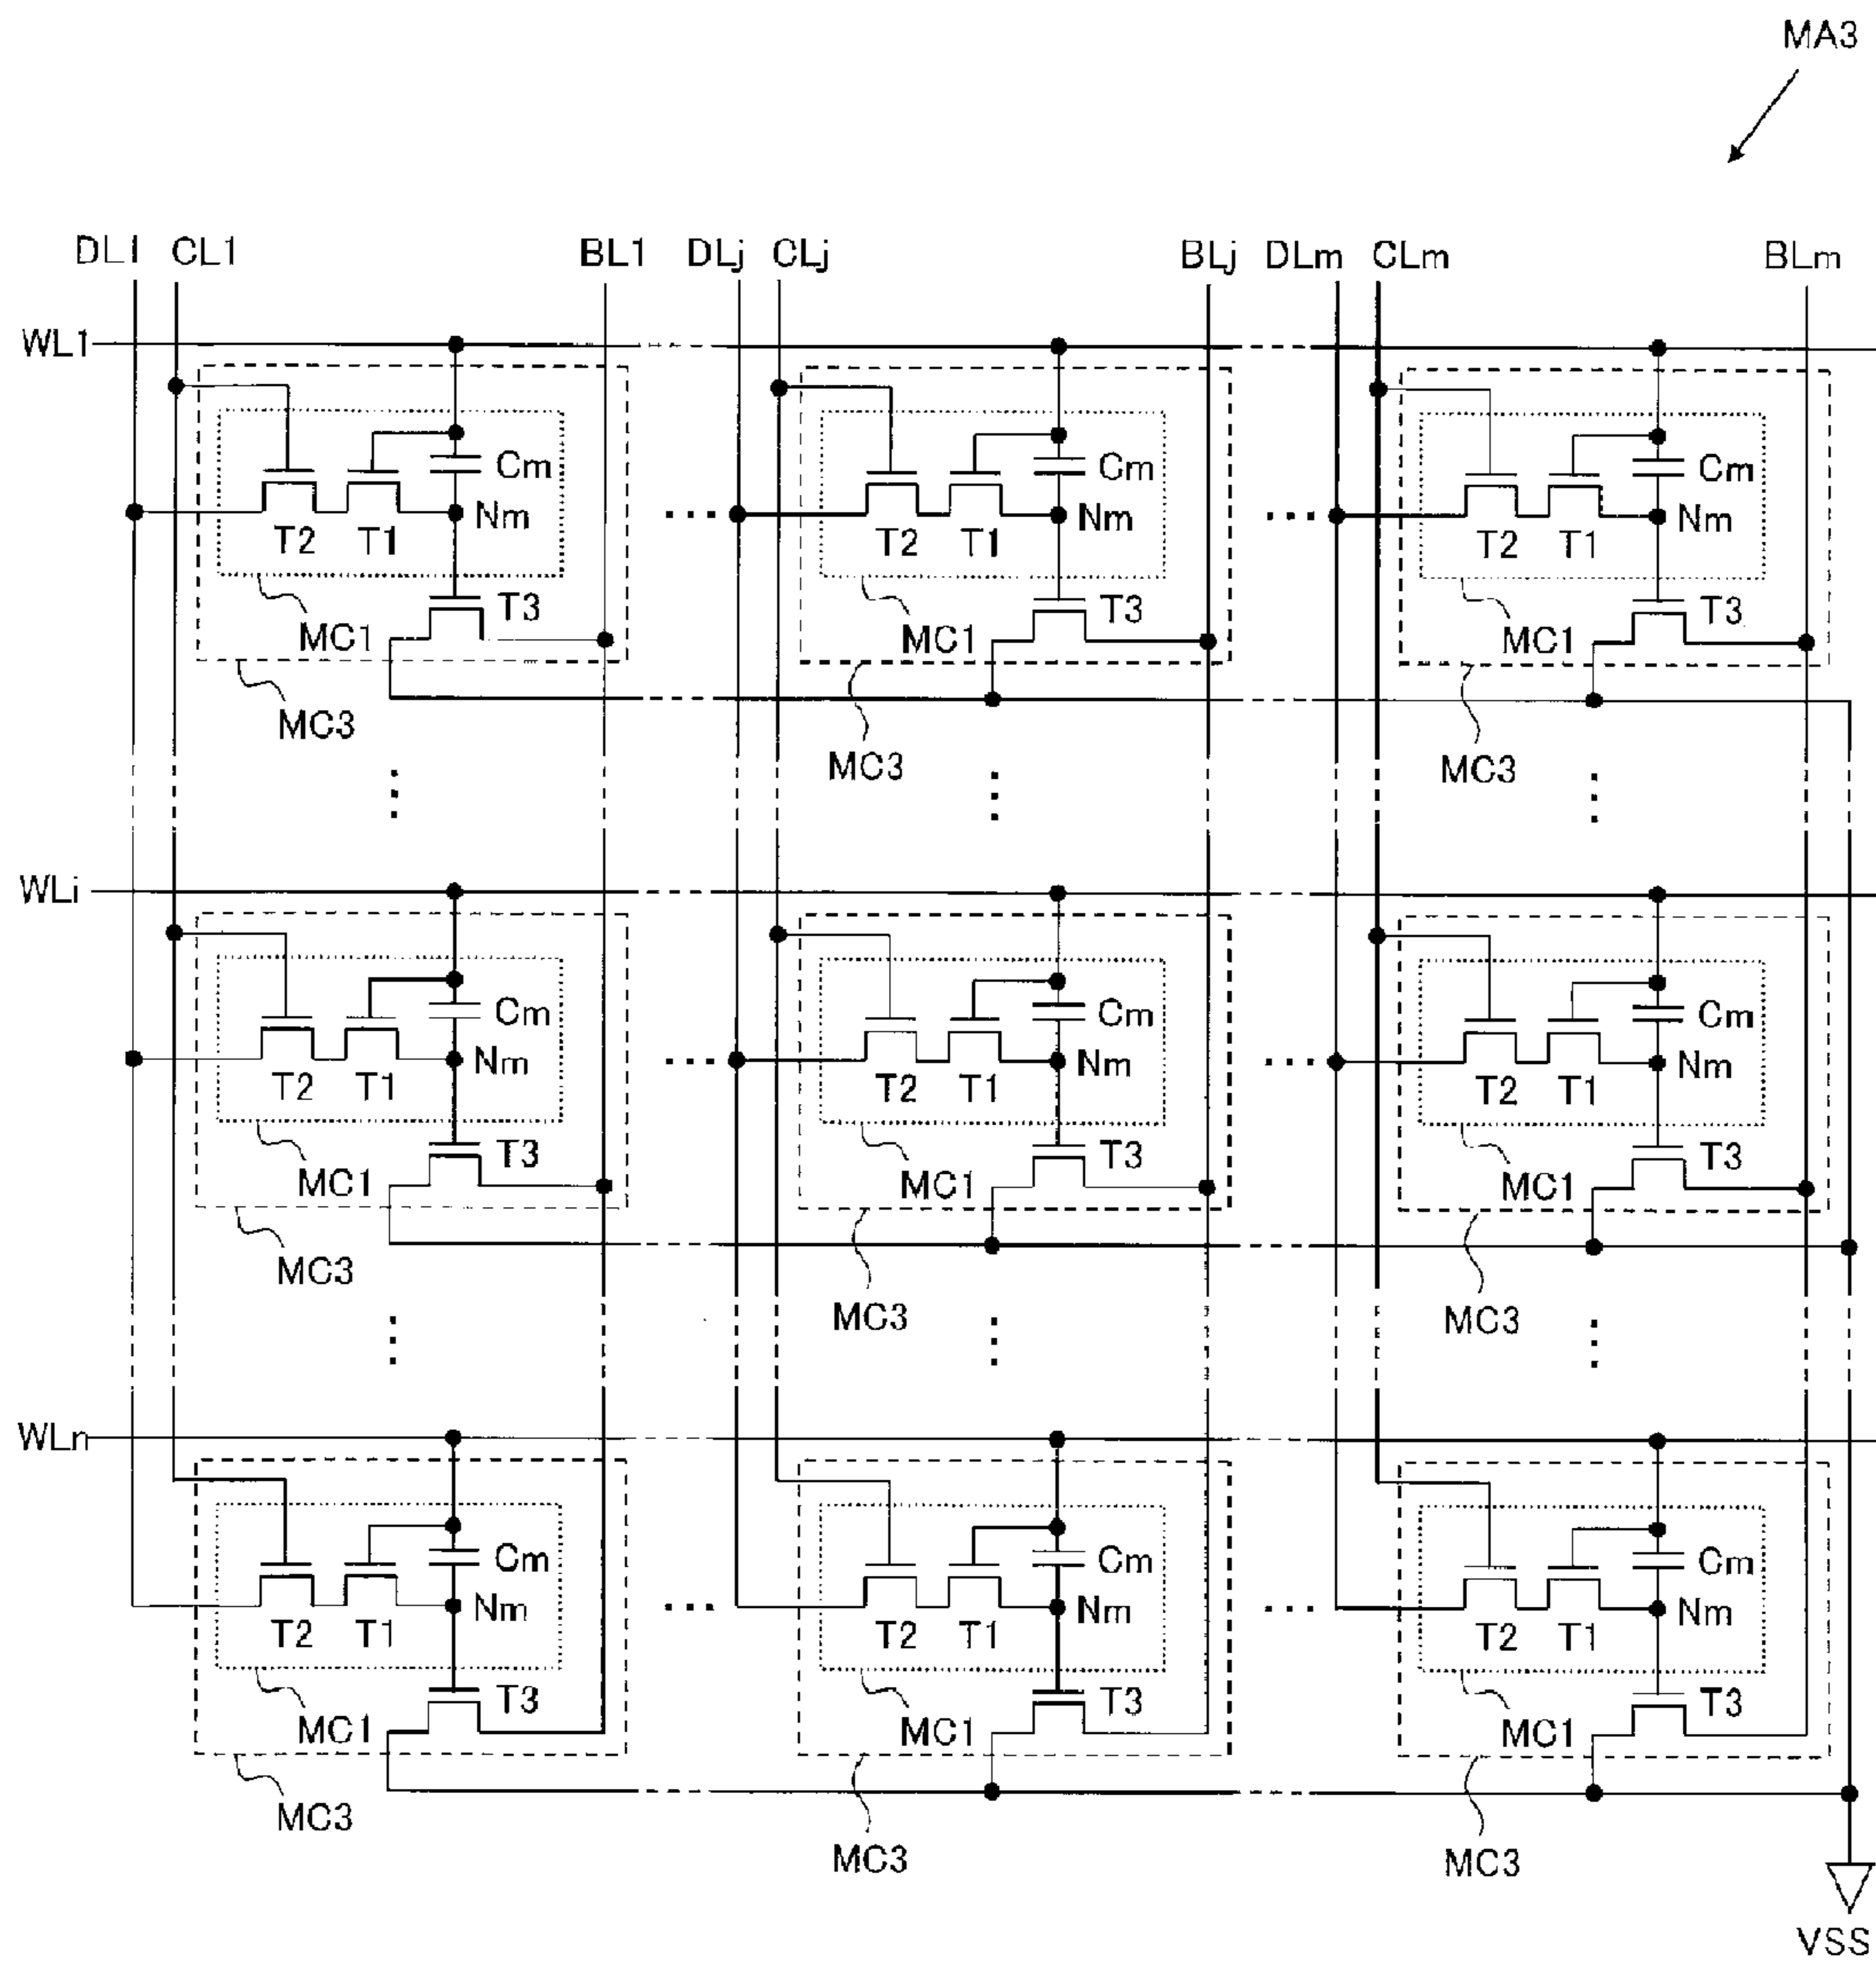 MA3
DL1 CL1 BL1 DLj CLj BLj DLm CLm BLm
WL1
Cm Cm Cm
Nm ... Nm ... Nm
T2 T1 T2 T1 T2 T1
T3 T3 T3
MC1 MC1 MC1
MC3 MC3 MC3
WLi
Cm Cm Cm
Nm ... Nm ... Nm
T2 T1 T2 T1 T2 T1
T3 T3 T3
MC1 MC1 MC1
MC3 MC3 MC3
WLn
Cm Cm Cm
Nm ... Nm ... Nm
T2 T1 T2 T1 T2 T1
T3 T3 T3
MC1 MC1 MC1
MC3 MC3 MC3
VSS